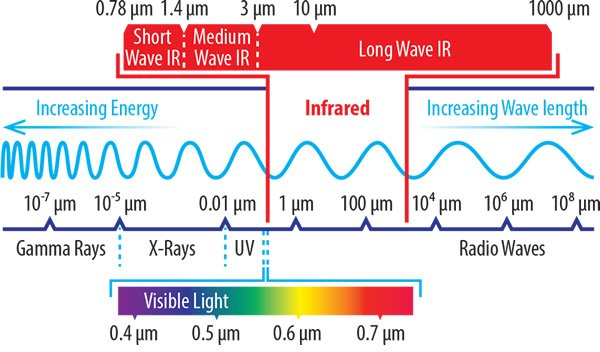 0.78 µm 1.4 µm 3 µm 10 µm 1000 µm
Short
Wave IR
Medium
Wave IR
Long Wave IR
Increasing Energy
Infrared
Increasing Wave length
10⁻⁷ µm 10⁻⁵ µm 0.01 µm 1 µm 100 µm 10⁴ µm 10⁶ µm 10⁸ µm
Gamma Rays X-Rays UV Radio Waves
Visible Light
0.4 µm 0.5 µm 0.6 µm 0.7 µm